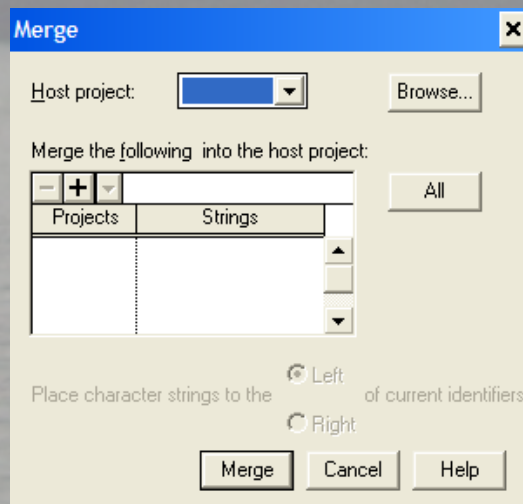 Merge
Host project:
Browse...
Merge the following into the host project:
All
Projects Strings
Left
Place character strings to the of current identifiers
Right
Merge Cancel Help